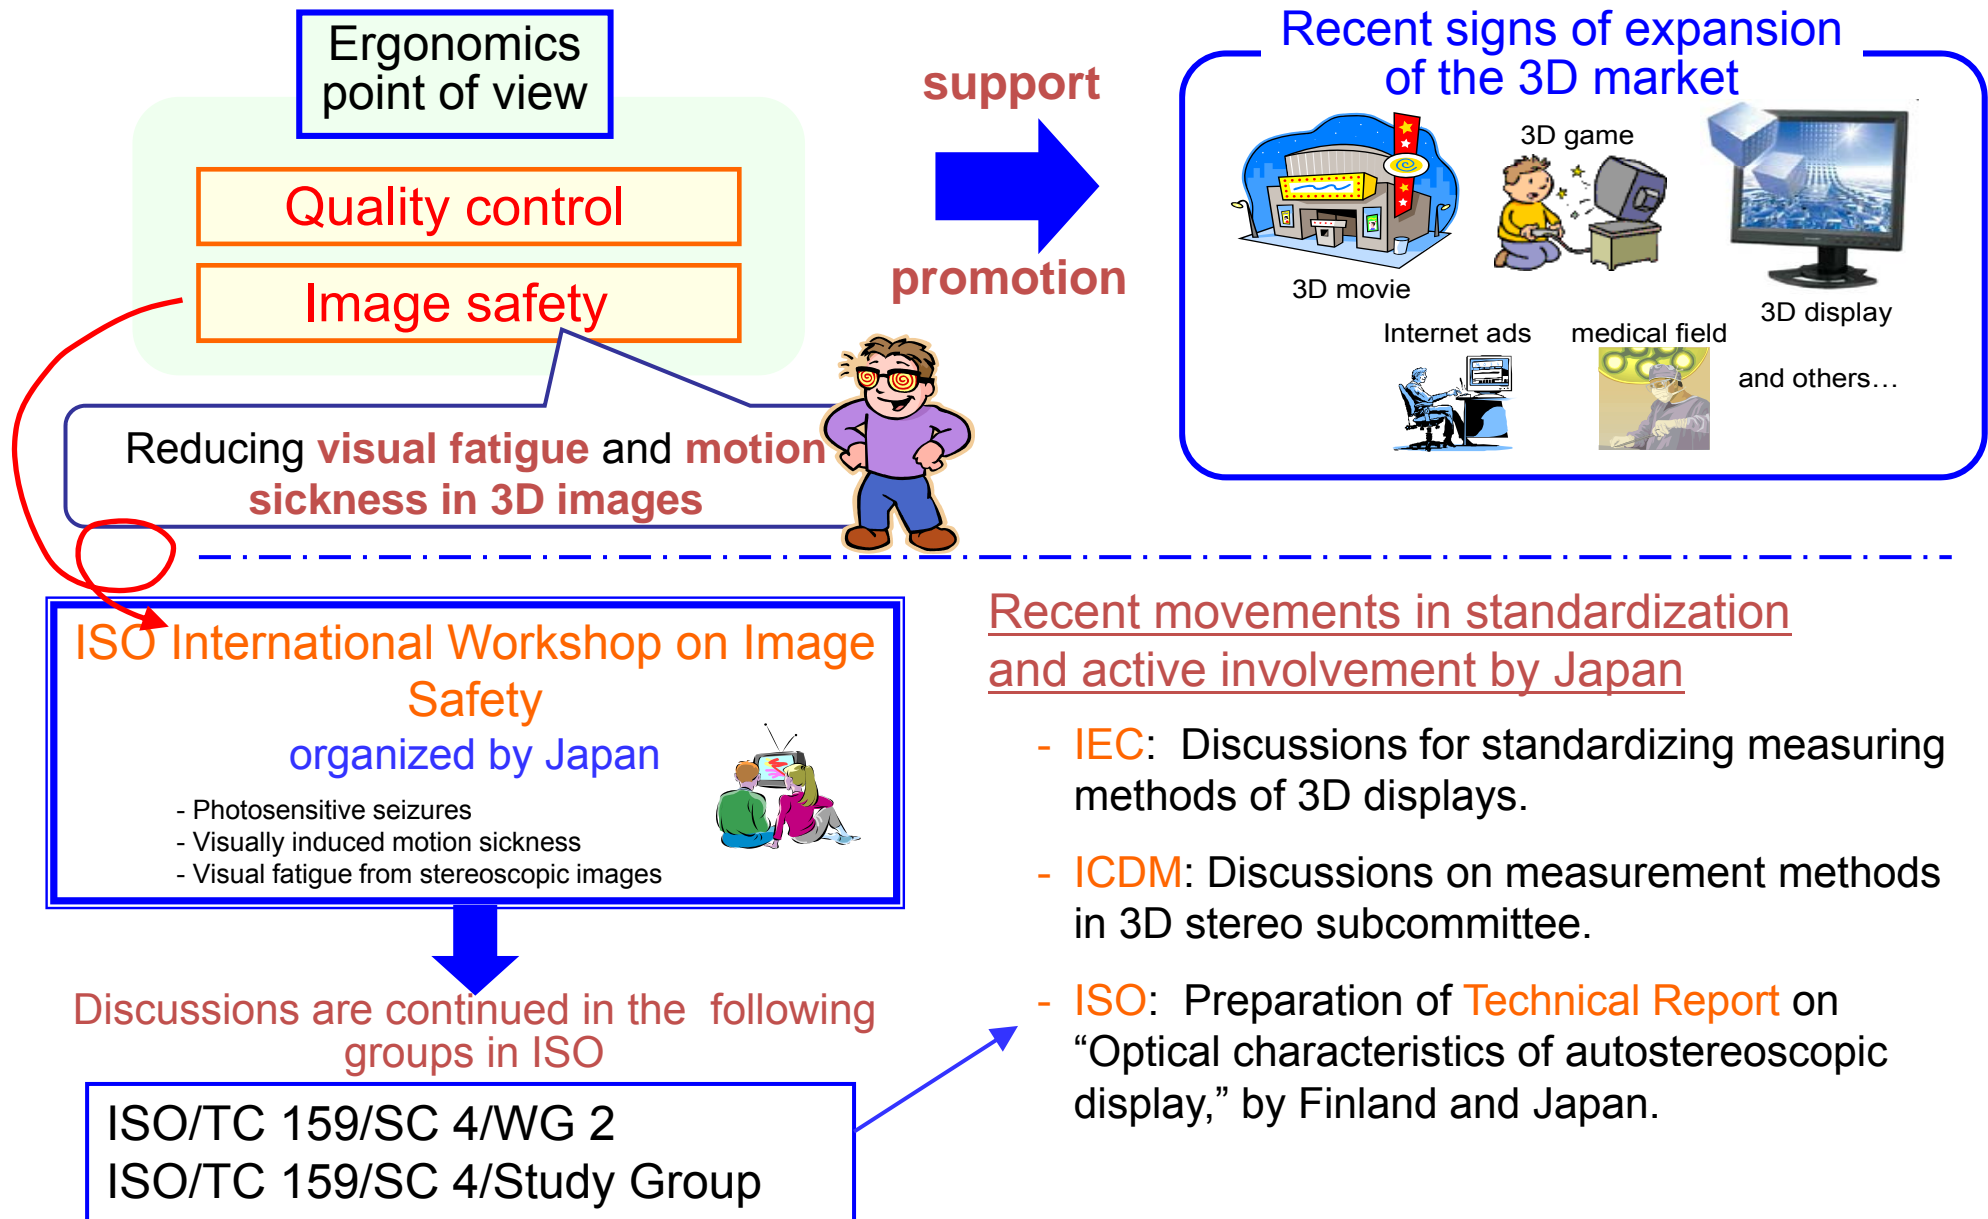 Ergonomics
point of view
Quality control
Image safety
Reducing visual fatigue and motion
sickness in 3D images
support
promotion
Recent signs of expansion
of the 3D market
3D game
3D movie
3D display
Internet ads
medical field
and others…
ISO International Workshop on Image
Safety
organized by Japan
- Photosensitive seizures
- Visually induced motion sickness
- Visual fatigue from stereoscopic images
Discussions are continued in the following
groups in ISO
ISO/TC 159/SC 4/WG 2
ISO/TC 159/SC 4/Study Group
Recent movements in standardization
and active involvement by Japan
- IEC: Discussions for standardizing measuring
methods of 3D displays.
- ICDM: Discussions on measurement methods
in 3D stereo subcommittee.
- ISO: Preparation of Technical Report on
“Optical characteristics of autostereoscopic
display,” by Finland and Japan.